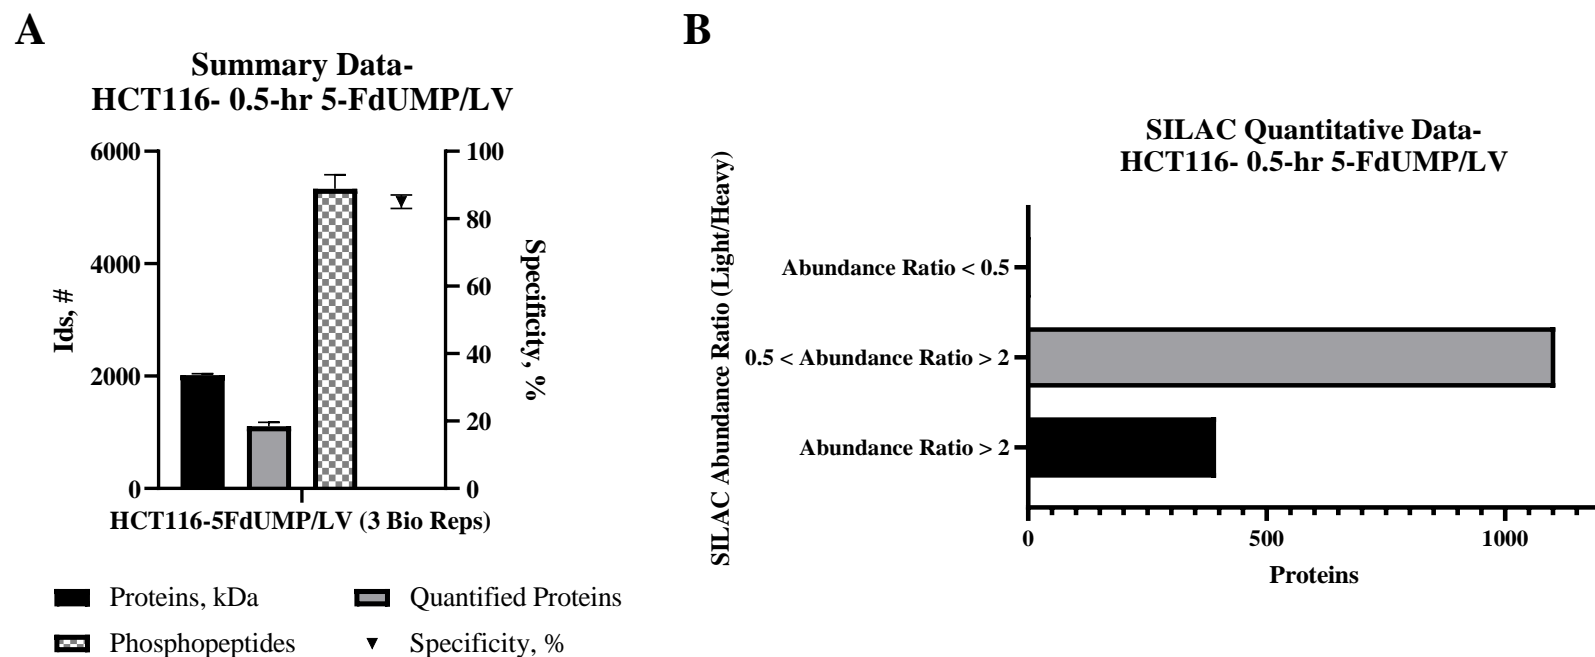 A
Summary Data-
HCT116- 0.5-hr 5-FdUMP/LV
6000
4000
2000
0
Ids, #
100
80
60
40
20
0
Specificity, %
HCT116-5FdUMP/LV (3 Bio Reps)
Proteins, kDa
Quantified Proteins
Phosphopeptides
Specificity, %
B
SILAC Quantitative Data-
HCT116- 0.5-hr 5-FdUMP/LV
SILAC Abundance Ratio (Light/Heavy)
Abundance Ratio < 0.5
0.5 < Abundance Ratio > 2
Abundance Ratio > 2
0
500
1000
Proteins